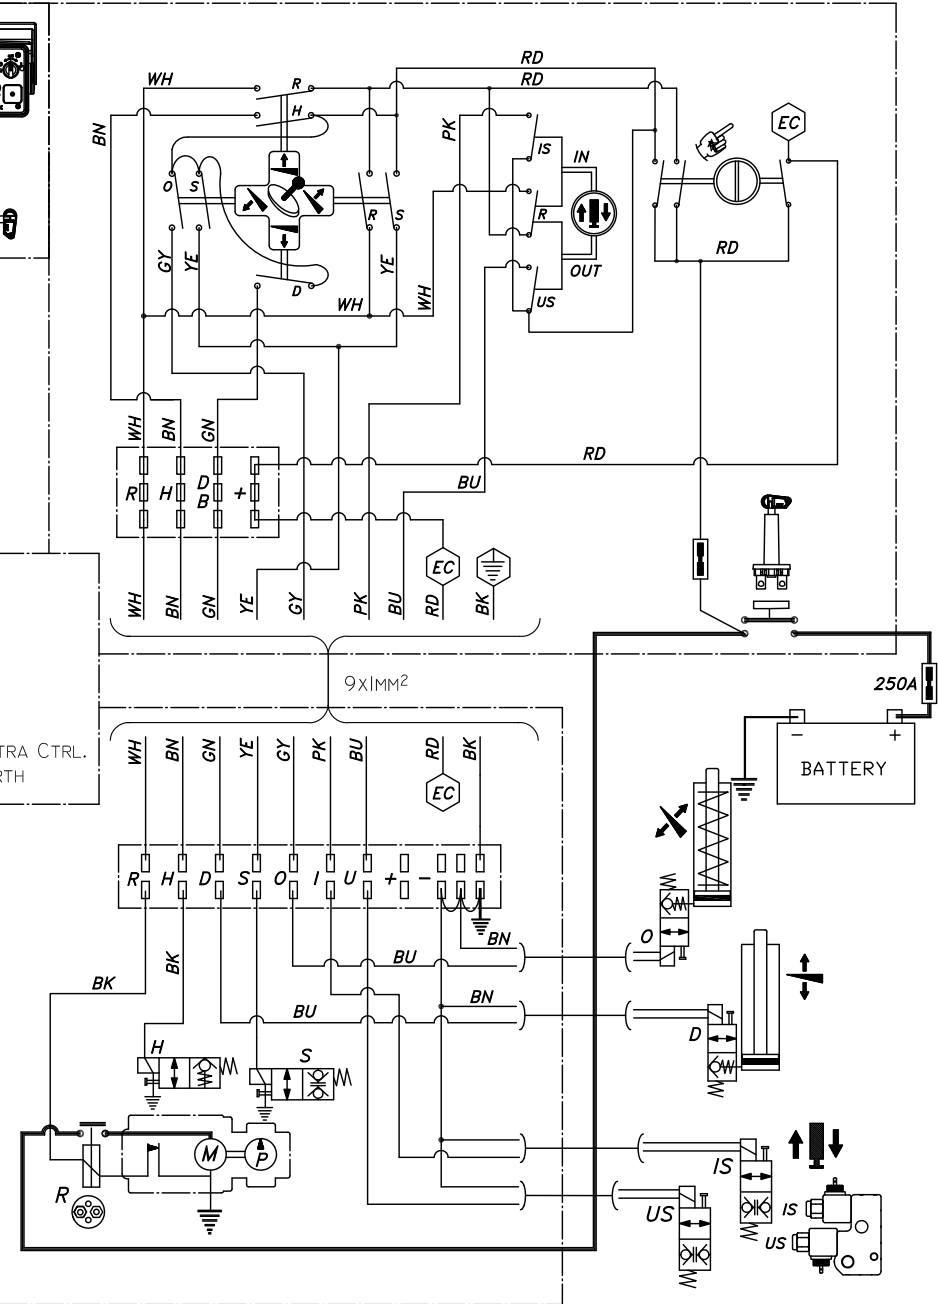 RD
RD
WH
R
H
BN
PK
EC
IS
IN
O S
R
R S
GY
YE
YE
RD
D
OUT
WH
WH
US
WH
BN
GN
RD
BU
R H D B +
EC
WH
BN
GN
YE
GY
PK
BU
RD
BK
9X1MM²
250A
- +
BATTERY
TRA CTRL.
RTH
WH
BN
GN
YE
GY
PK
BU
RD
BK
EC
R H D S O I U + -
O
BN
BU
BK
BK
BN
BU
D
H
S
M
P
IS
R
US
IS
US